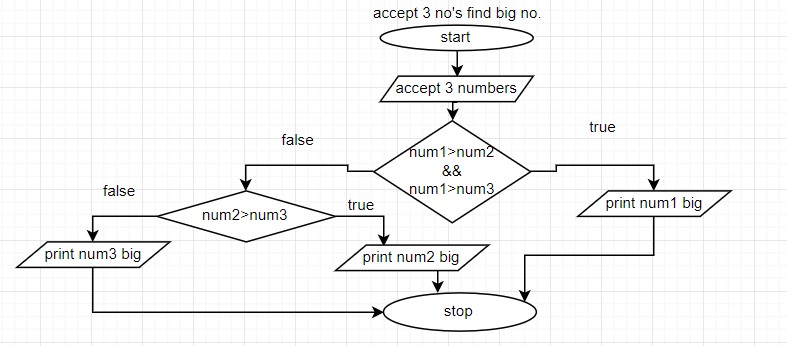 accept 3 no's find big no.
start
accept 3 numbers
false
true
num1>num2
&&
num1>num3
false
num2>num3
true
print num1 big
print num3 big
print num2 big
stop